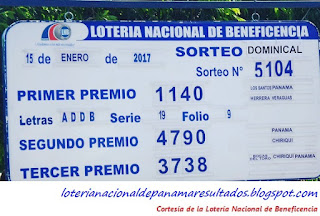 LOTERIA NACIONAL DE BENEFICENCIA
15 de ENERO de 2017 SORTEO DOMINICAL
Sorteo Nº 5104
PRIMER PREMIO 1140 LOS SANTOS PANAMA
HERRERA VERAGUAS
Letras A D D B Serie 19 Folio 9
SEGUNDO PREMIO 4790 PANAMA
CHIRIQUI
TERCER PREMIO 3738 CHIRIQUI PANAMA
loterianacionaldepanamaresultados.blogspot.com
Cortesia de la Loteria Nacional de Beneficencia